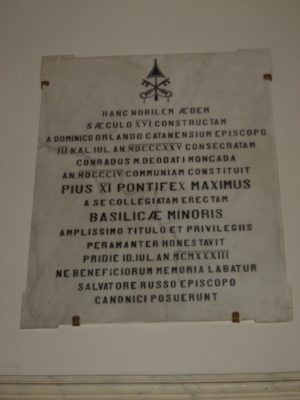 HANC NOBILEM ÆDEM
SÆCULO XVI CONSTRUCTAM
A DOMINICO ORLANDO CATANENSIUM EPISCOPO
III KAL. IUL. AN MDCCCXXV CONSECRATAM
CONRADUS M. DEODATI MONCADA
AN MDCCCIV COMMUNIAM CONSTITUIT
PIUS XI PONTIFEX MAXIMUS
A SE COLLEGIATAM ERECTAM
BASILICÆ MINORIS
AMPLISSIMO TITULO ET PRIVILEGIIS
PERAMANTER HONESTAVIT
PRIDIE ID. IUL. AN MCMXXXIII
NE BENEFICIORUM MEMORIA LABATUR
SALVATORE RUSSO EPISCOPO
CANONICI POSUERUNT